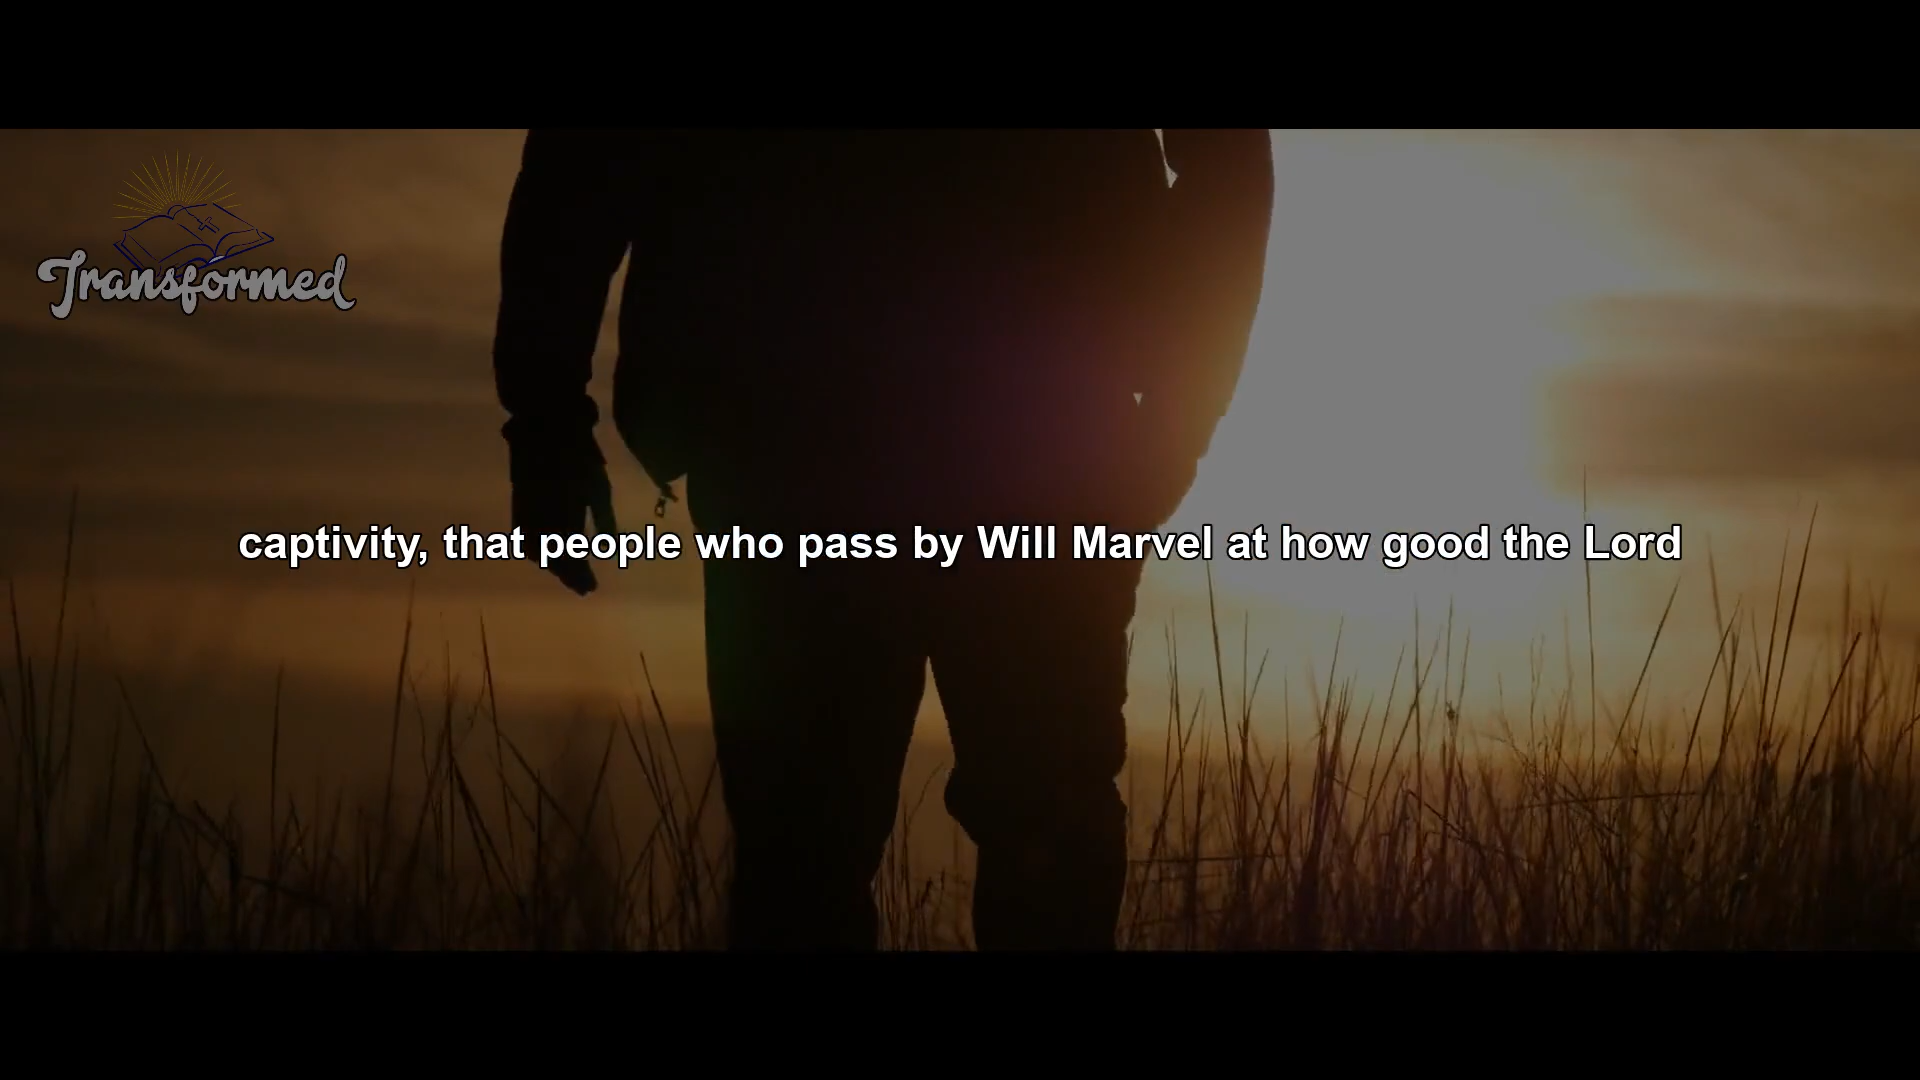 Transformed
captivity, that people who pass by Will Marvel at how good the Lord